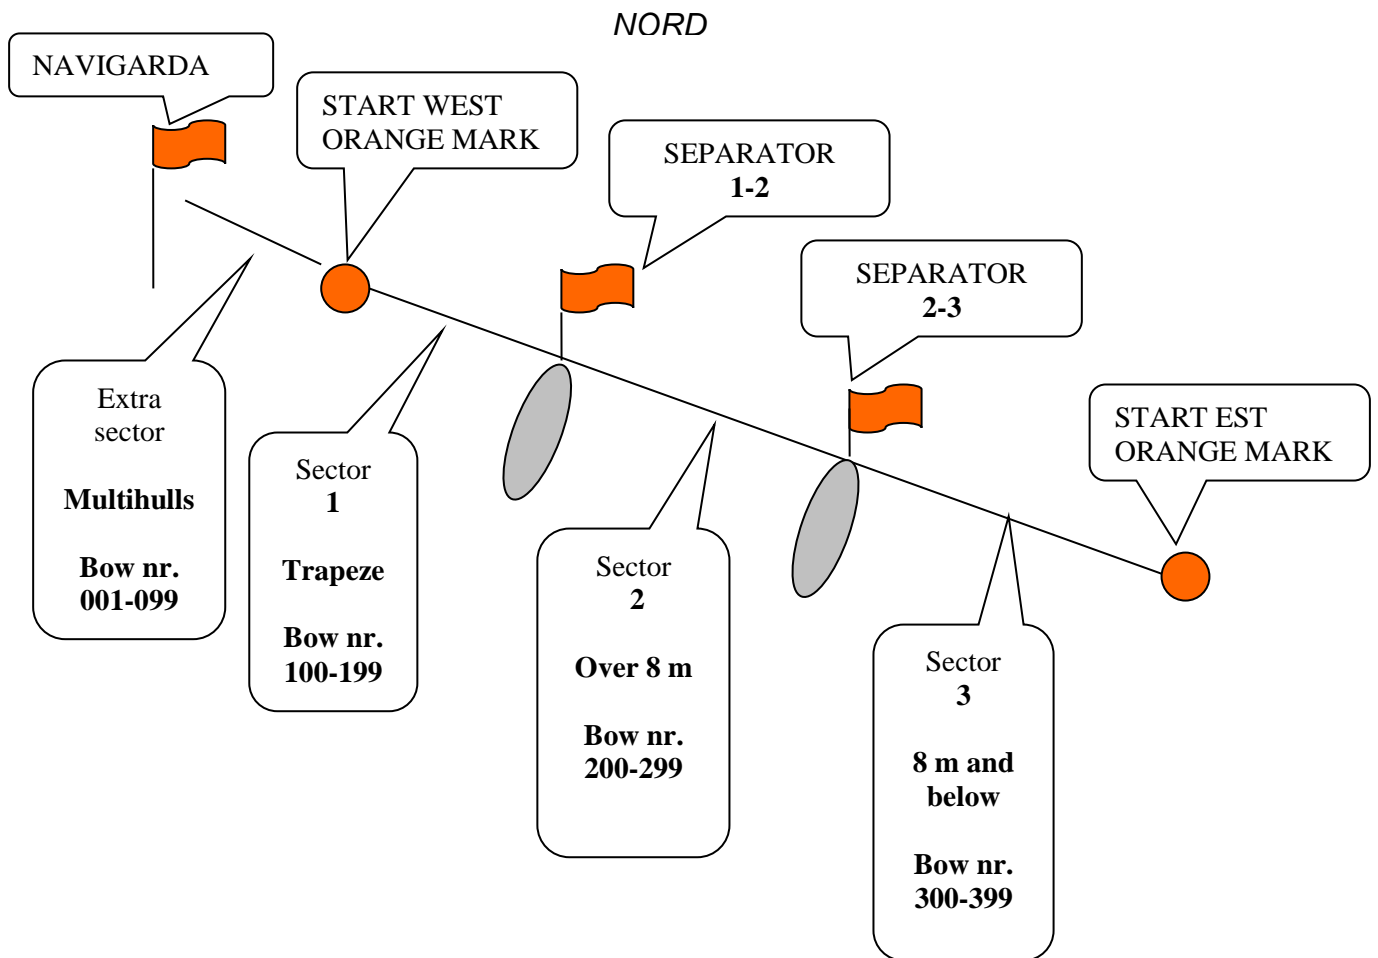 NORD
NAVIGARDA
START WEST
ORANGE MARK
SEPARATOR
1-2
SEPARATOR
2-3
START EST
ORANGE MARK
Extra
sector
Multihulls
Bow nr.
001-099
Sector
1
Trapeze
Bow nr.
100-199
Sector
2
Over 8 m
Bow nr.
200-299
Sector
3
8 m and
below
Bow nr.
300-399